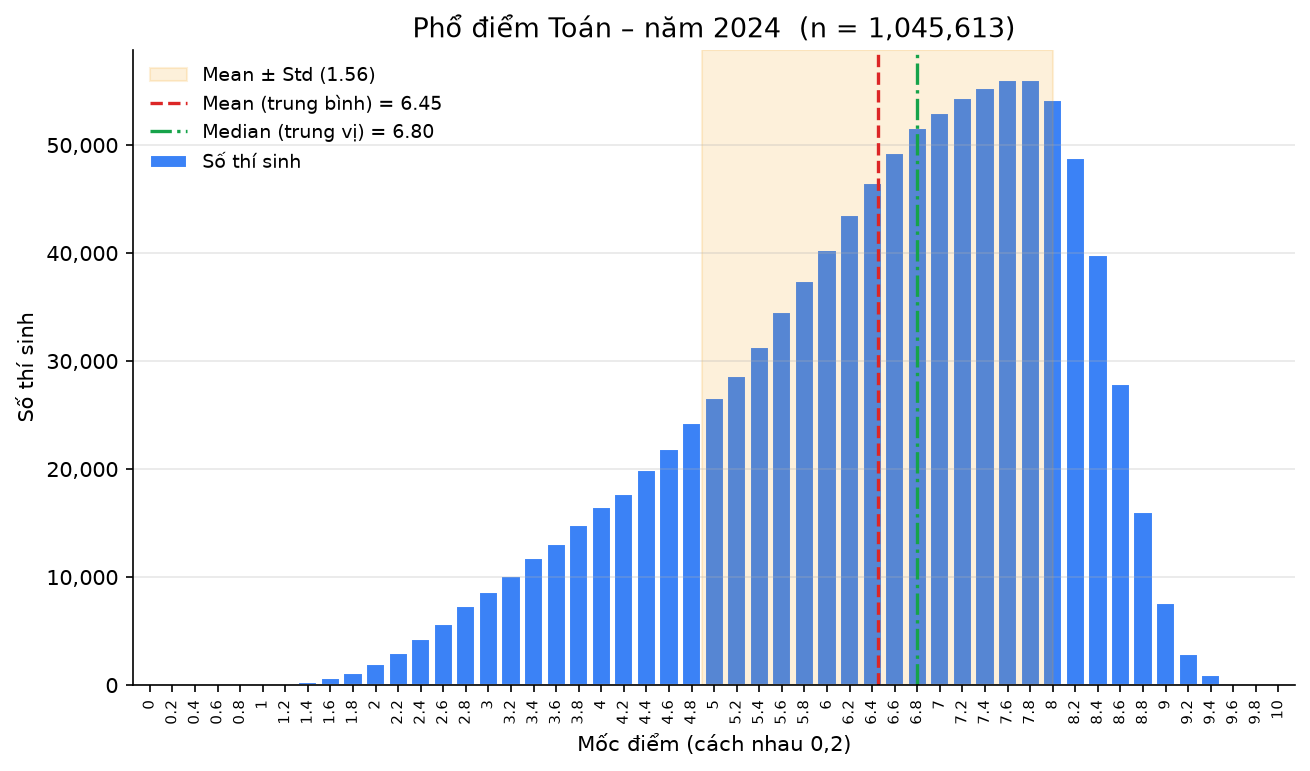 Phổ điểm Toán – năm 2024  (n = 1,045,613)
Mean ± Std (1.56)
Mean (trung bình) = 6.45
Median (trung vị) = 6.80
Số thí sinh
50,000
40,000
30,000
20,000
10,000
0
Số thí sinh
0 0.2 0.4 0.6 0.8 1 1.2 1.4 1.6 1.8 2 2.2 2.4 2.6 2.8 3 3.2 3.4 3.6 3.8 4 4.2 4.4 4.6 4.8 5 5.2 5.4 5.6 5.8 6 6.2 6.4 6.6 6.8 7 7.2 7.4 7.6 7.8 8 8.2 8.4 8.6 8.8 9 9.2 9.4 9.6 9.8 10
Mốc điểm (cách nhau 0,2)